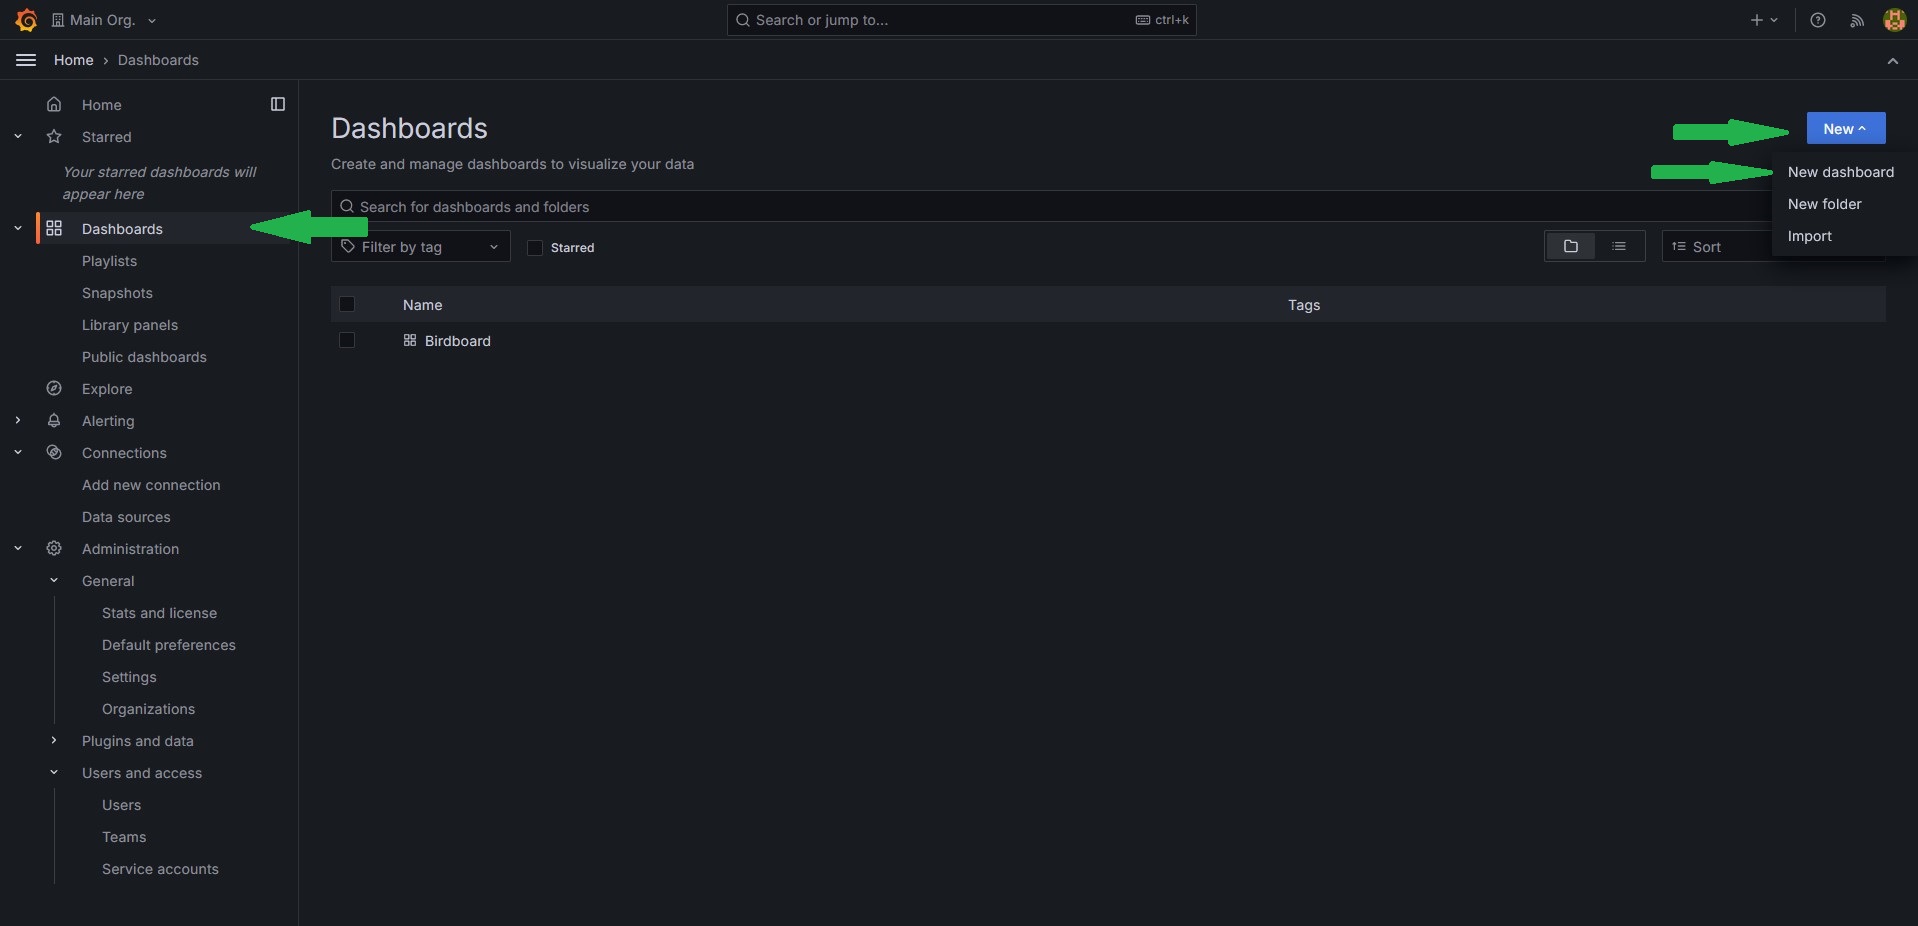 Main Org.
Search or jump to...
ctrl+k
Home › Dashboards
Home
Starred
Your starred dashboards will
appear here
Dashboards
Playlists
Snapshots
Library panels
Public dashboards
Explore
Alerting
Connections
Add new connection
Data sources
Administration
General
Stats and license
Default preferences
Settings
Organizations
Plugins and data
Users and access
Users
Teams
Service accounts
Dashboards
Create and manage dashboards to visualize your data
New
New dashboard
New folder
Import
Search for dashboards and folders
Filter by tag
Starred
Sort
Name
Tags
Birdboard